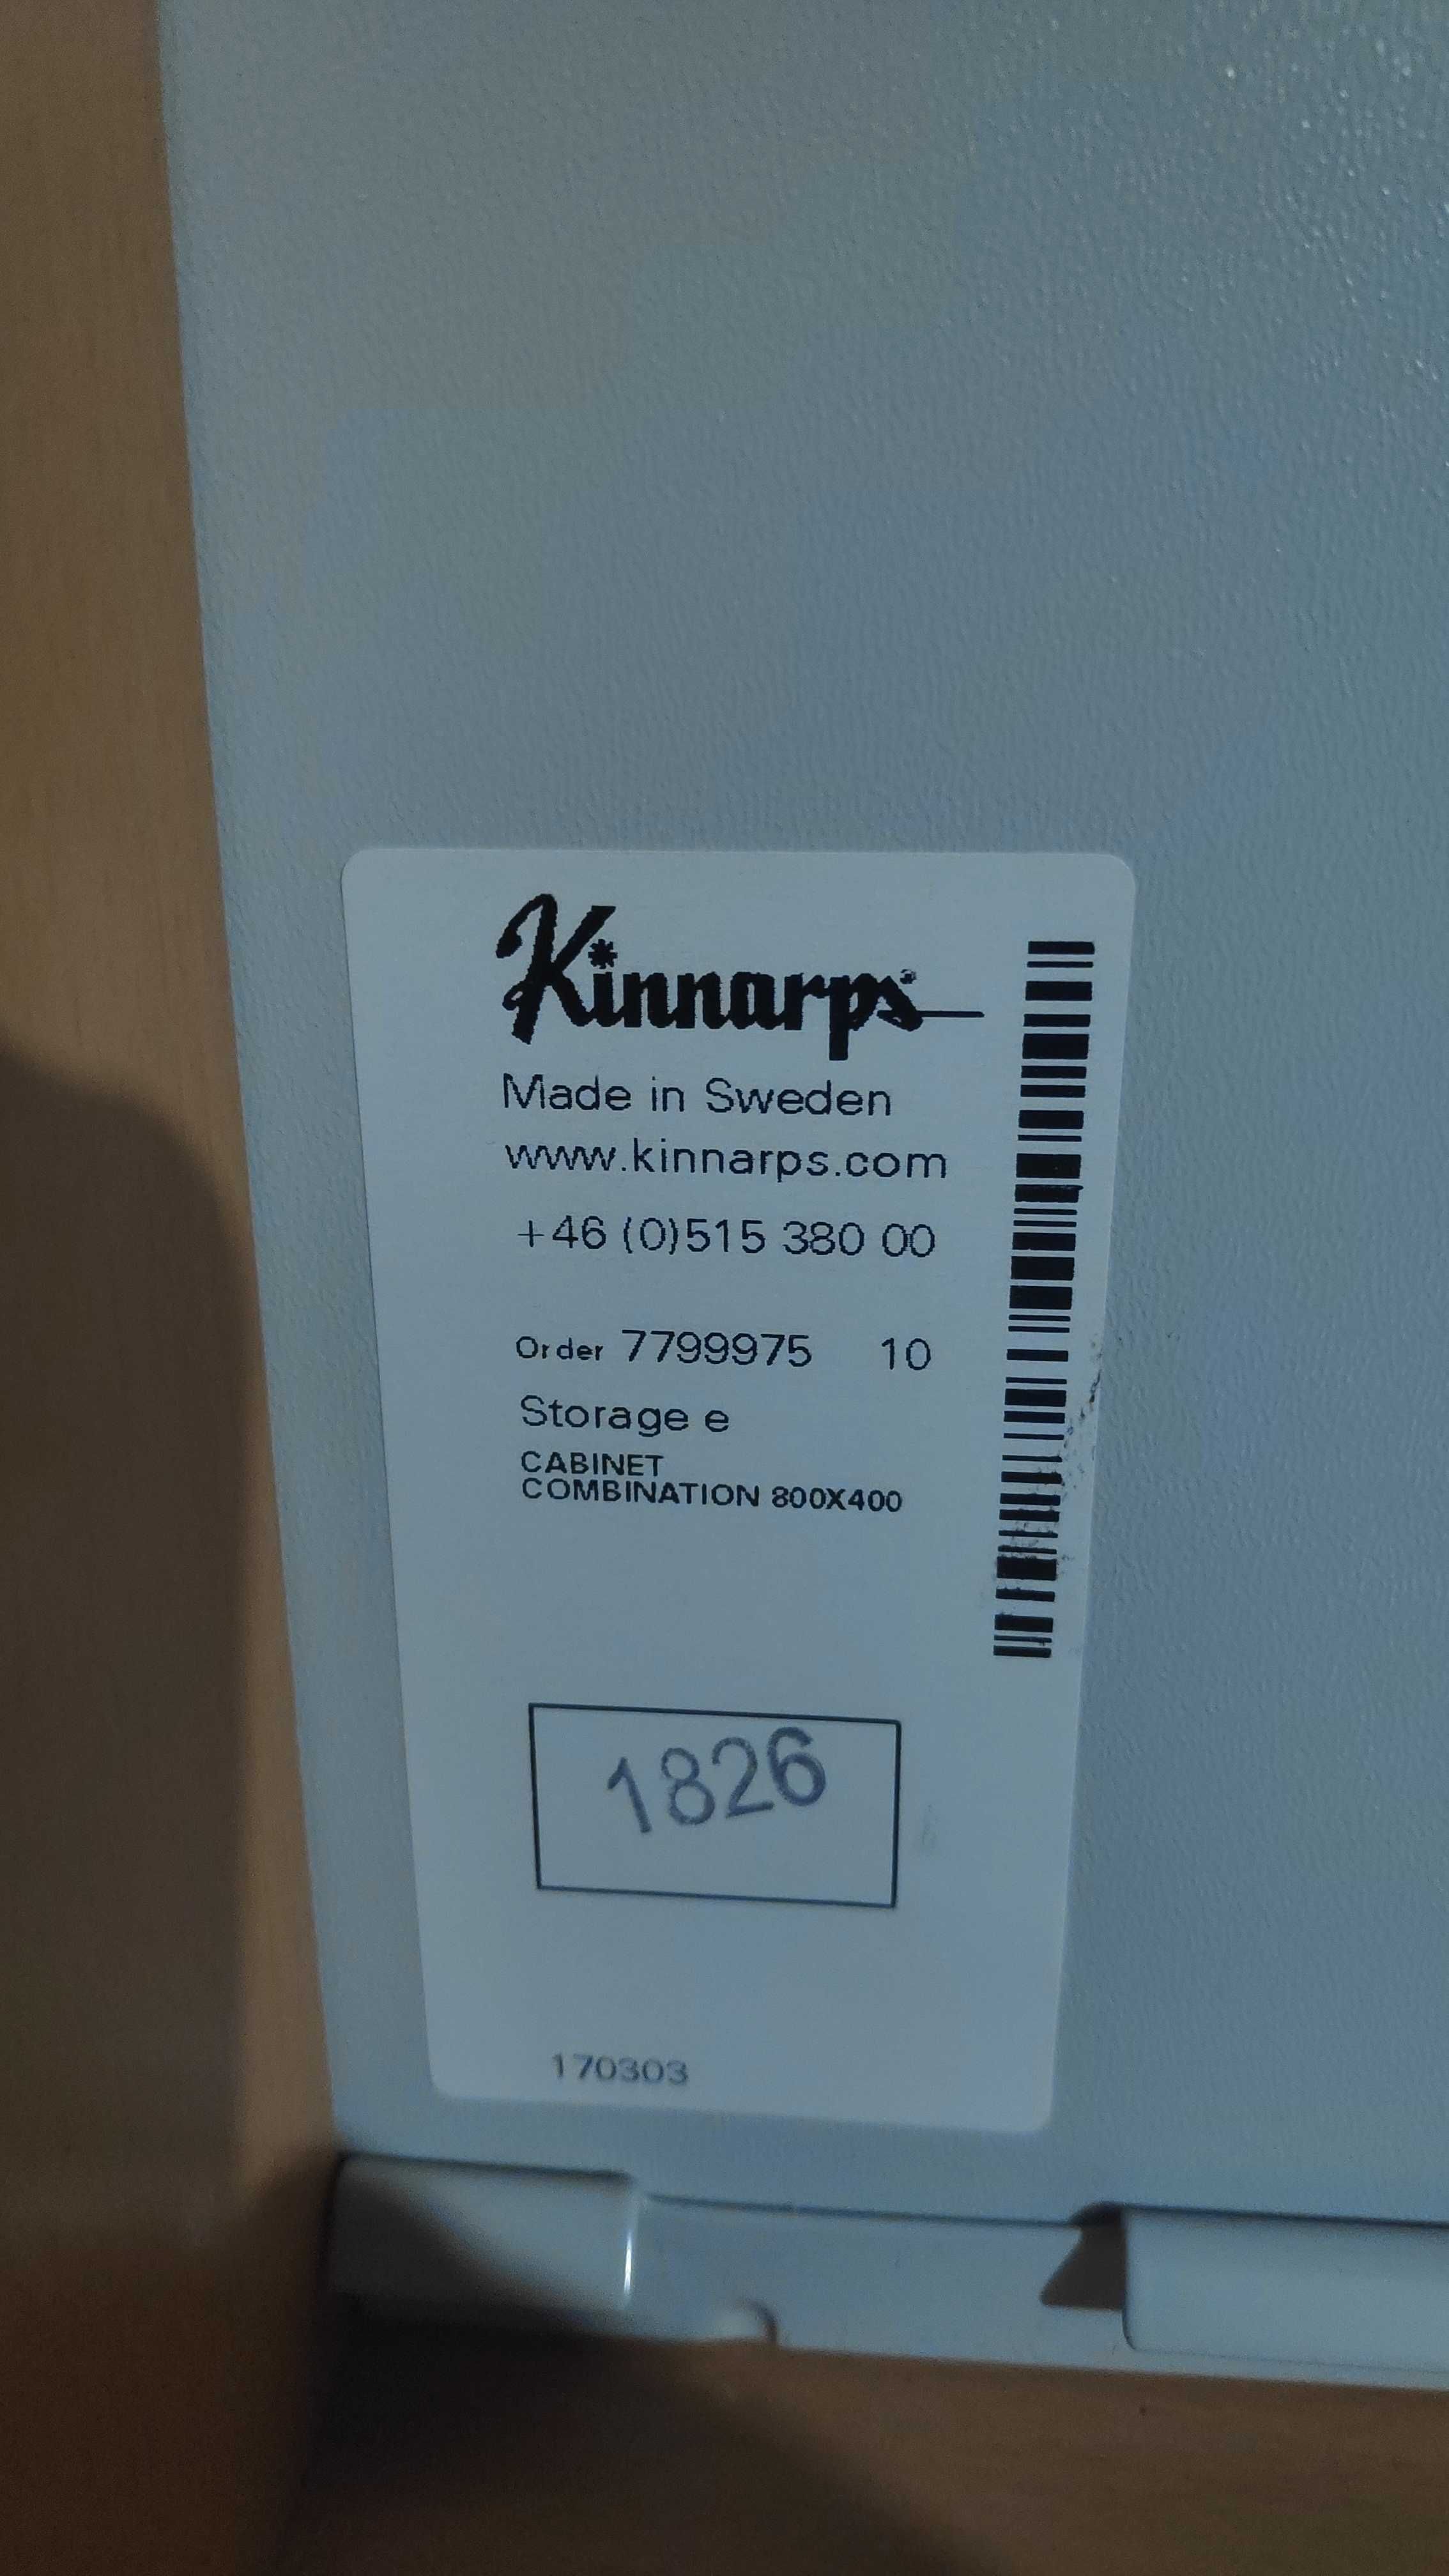 Kinnarps
Made in Sweden
www.kinnarps.com
+46 (0)515 380 00
Order 7799975 10
Storage e
CABINET
COMBINATION 800X400
1826
170303